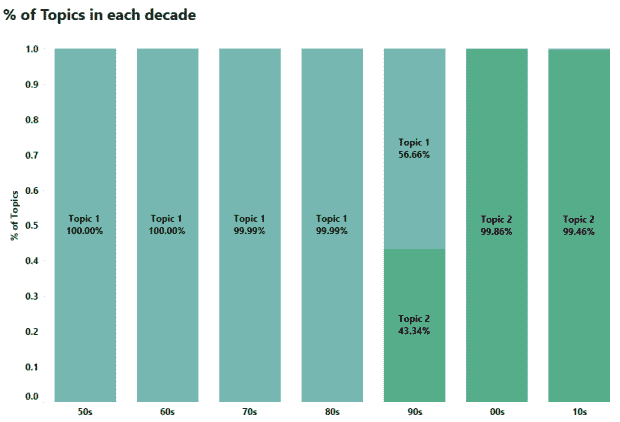 % of Topics in each decade
% of Topics
1.0
0.9
0.8
0.7
0.6
0.5
0.4
0.3
0.2
0.1
0.0
Topic 1
100.00%
Topic 1
100.00%
Topic 1
99.99%
Topic 1
99.99%
Topic 1
56.66%
Topic 2
43.34%
Topic 2
99.86%
Topic 2
99.46%
50s 60s 70s 80s 90s 00s 10s